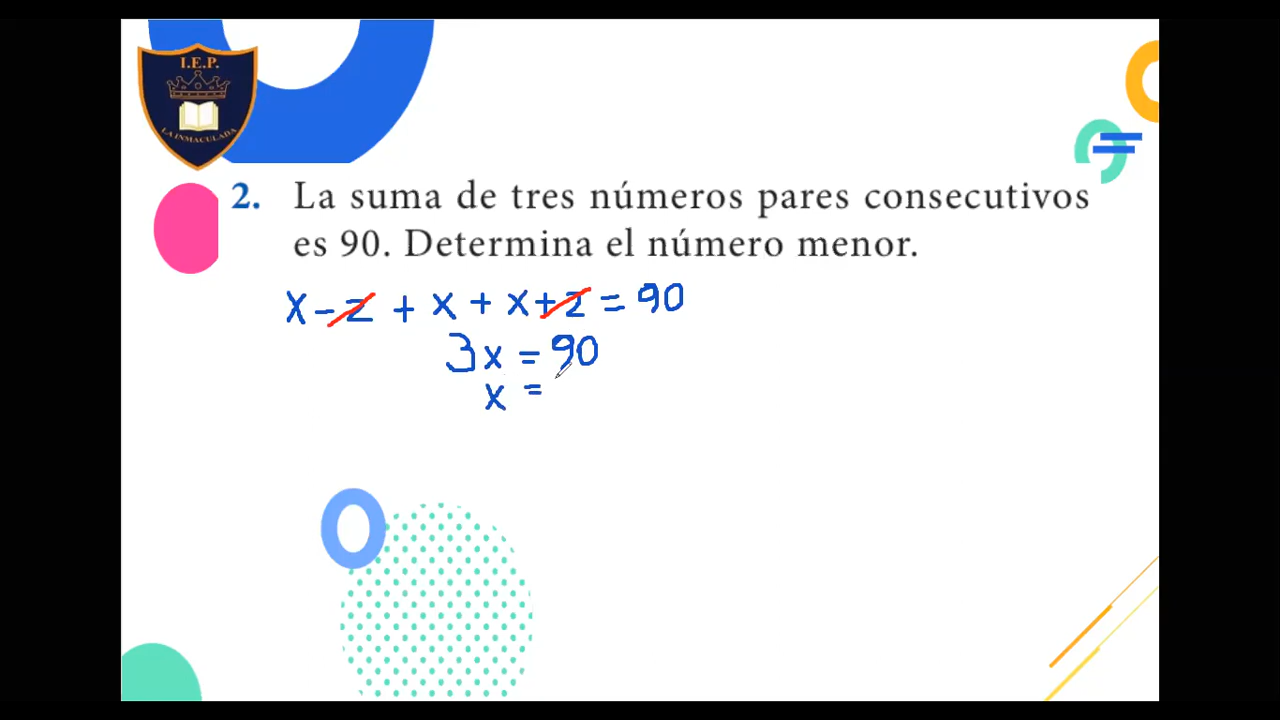 I.E.P.
LA INMACULADA
2. La suma de tres números pares consecutivos
es 90. Determina el número menor.
x - 2 + x + x + 2 = 90
3x = 90
x =